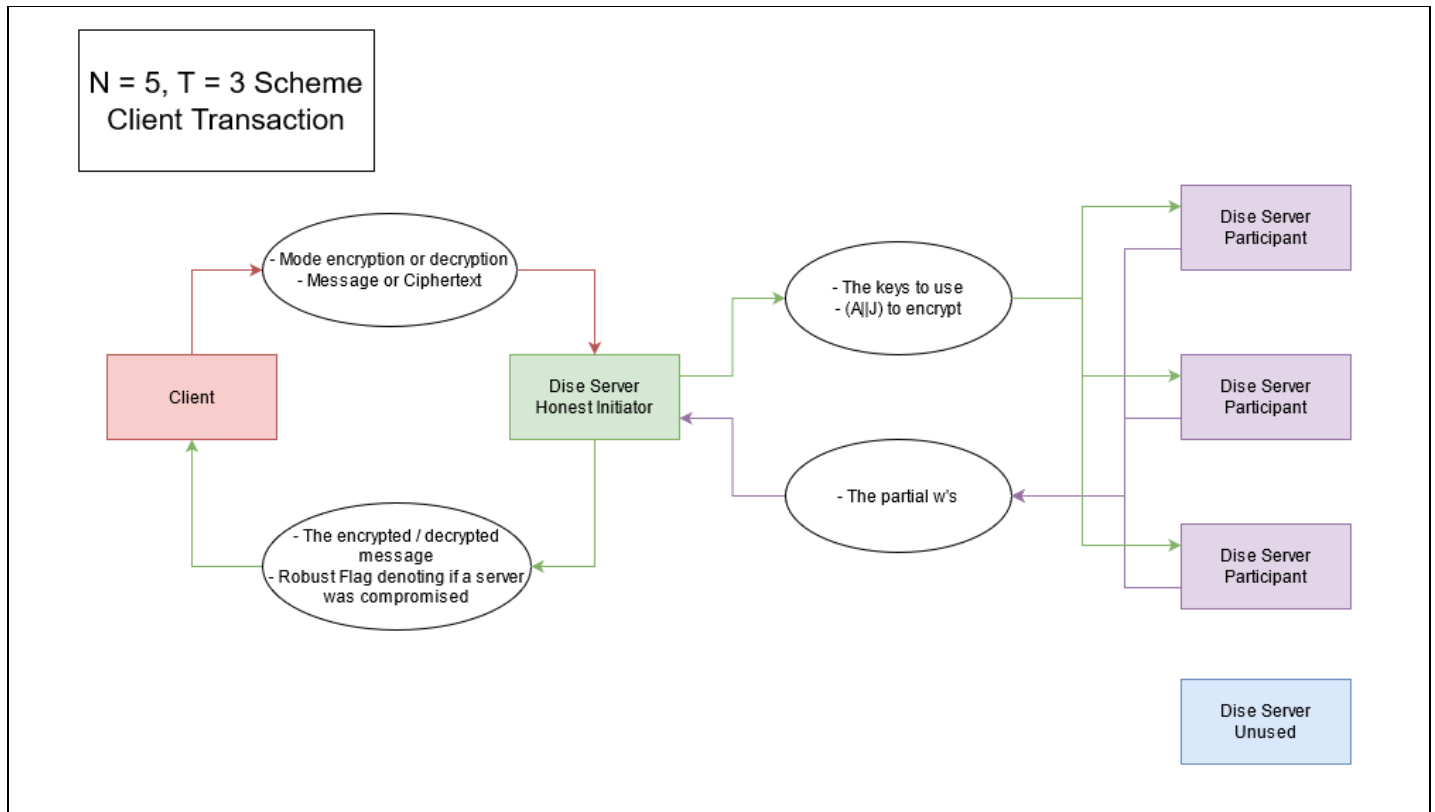 N = 5, T = 3 Scheme
Client Transaction
- Mode encryption or decryption
- Message or Ciphertext
Client
Dise Server
Honest Initiator
- The encrypted / decrypted
message
- Robust Flag denoting if a server
was compromised
- The keys to use
- (A||J) to encrypt
- The partial w's
Dise Server
Participant
Dise Server
Participant
Dise Server
Participant
Dise Server
Unused